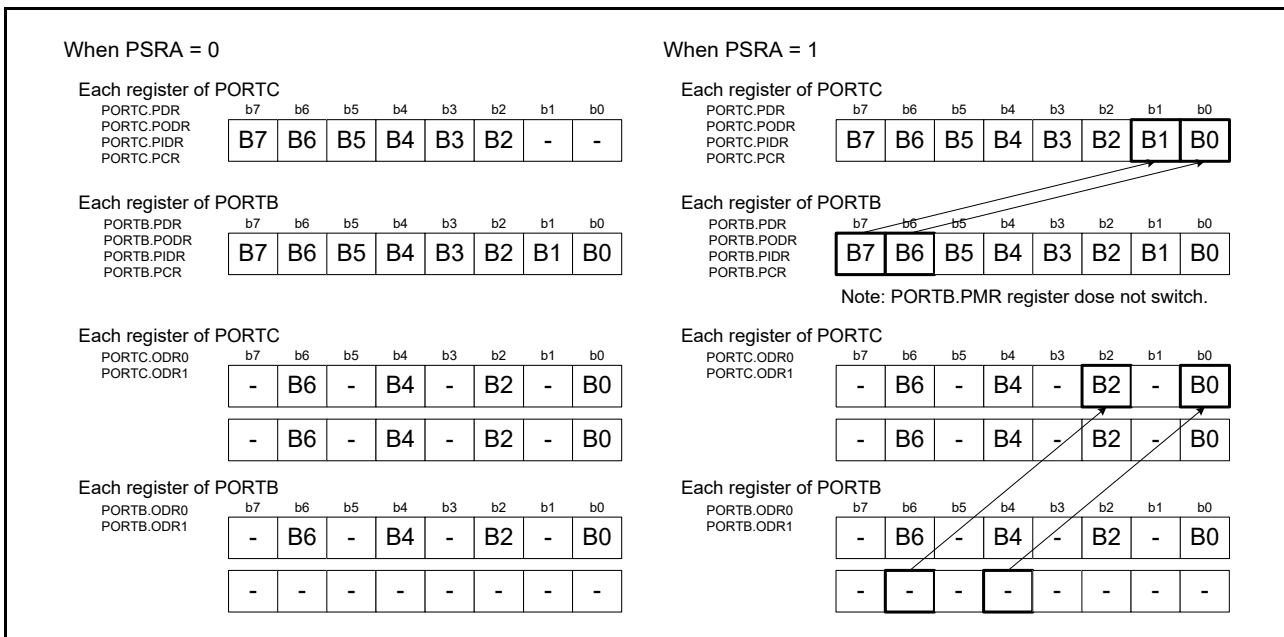 When PSRA = 0
Each register of PORTC
PORTC.PDR
PORTC.PODR
PORTC.PIDR
PORTC.PCR
b7 b6 b5 b4 b3 b2 b1 b0
B7 B6 B5 B4 B3 B2 - -
Each register of PORTB
PORTB.PDR
PORTB.PODR
PORTB.PIDR
PORTB.PCR
b7 b6 b5 b4 b3 b2 b1 b0
B7 B6 B5 B4 B3 B2 B1 B0
Each register of PORTC
PORTC.ODR0
PORTC.ODR1
b7 b6 b5 b4 b3 b2 b1 b0
- B6 - B4 - B2 - B0
- B6 - B4 - B2 - B0
Each register of PORTB
PORTB.ODR0
PORTB.ODR1
b7 b6 b5 b4 b3 b2 b1 b0
- B6 - B4 - B2 - B0
- - - - - - - -
When PSRA = 1
Each register of PORTC
PORTC.PDR
PORTC.PODR
PORTC.PIDR
PORTC.PCR
b7 b6 b5 b4 b3 b2 b1 b0
B7 B6 B5 B4 B3 B2 B1 B0
Each register of PORTB
PORTB.PDR
PORTB.PODR
PORTB.PIDR
PORTB.PCR
b7 b6 b5 b4 b3 b2 b1 b0
B7 B6 B5 B4 B3 B2 B1 B0
Note: PORTB.PMR register dose not switch.
Each register of PORTC
PORTC.ODR0
PORTC.ODR1
b7 b6 b5 b4 b3 b2 b1 b0
- B6 - B4 - B2 - B0
- B6 - B4 - B2 - B0
Each register of PORTB
PORTB.ODR0
PORTB.ODR1
b7 b6 b5 b4 b3 b2 b1 b0
- B6 - B4 - B2 - B0
- - - - - - - -